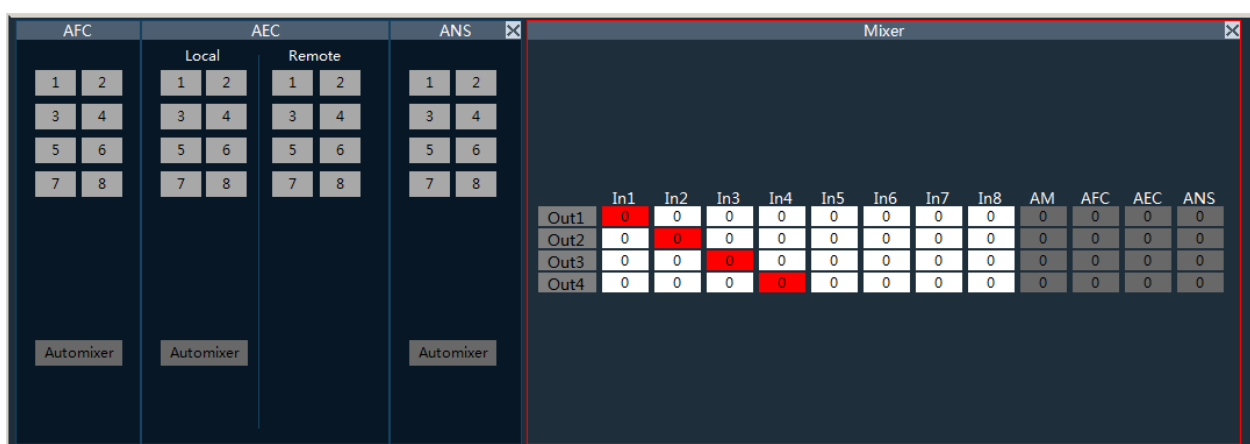 AFC AEC ANS Mixer
Local Remote
1 2 1 2 1 2 1 2
3 4 3 4 3 4 3 4
5 6 5 6 5 6 5 6
7 8 7 8 7 8 7 8
In1 In2 In3 In4 In5 In6 In7 In8 AM AFC AEC ANS
Out1 0 0 0 0 0 0 0 0 0 0 0 0
Out2 0 0 0 0 0 0 0 0 0 0 0 0
Out3 0 0 0 0 0 0 0 0 0 0 0 0
Out4 0 0 0 0 0 0 0 0 0 0 0 0
Automixer Automixer Automixer